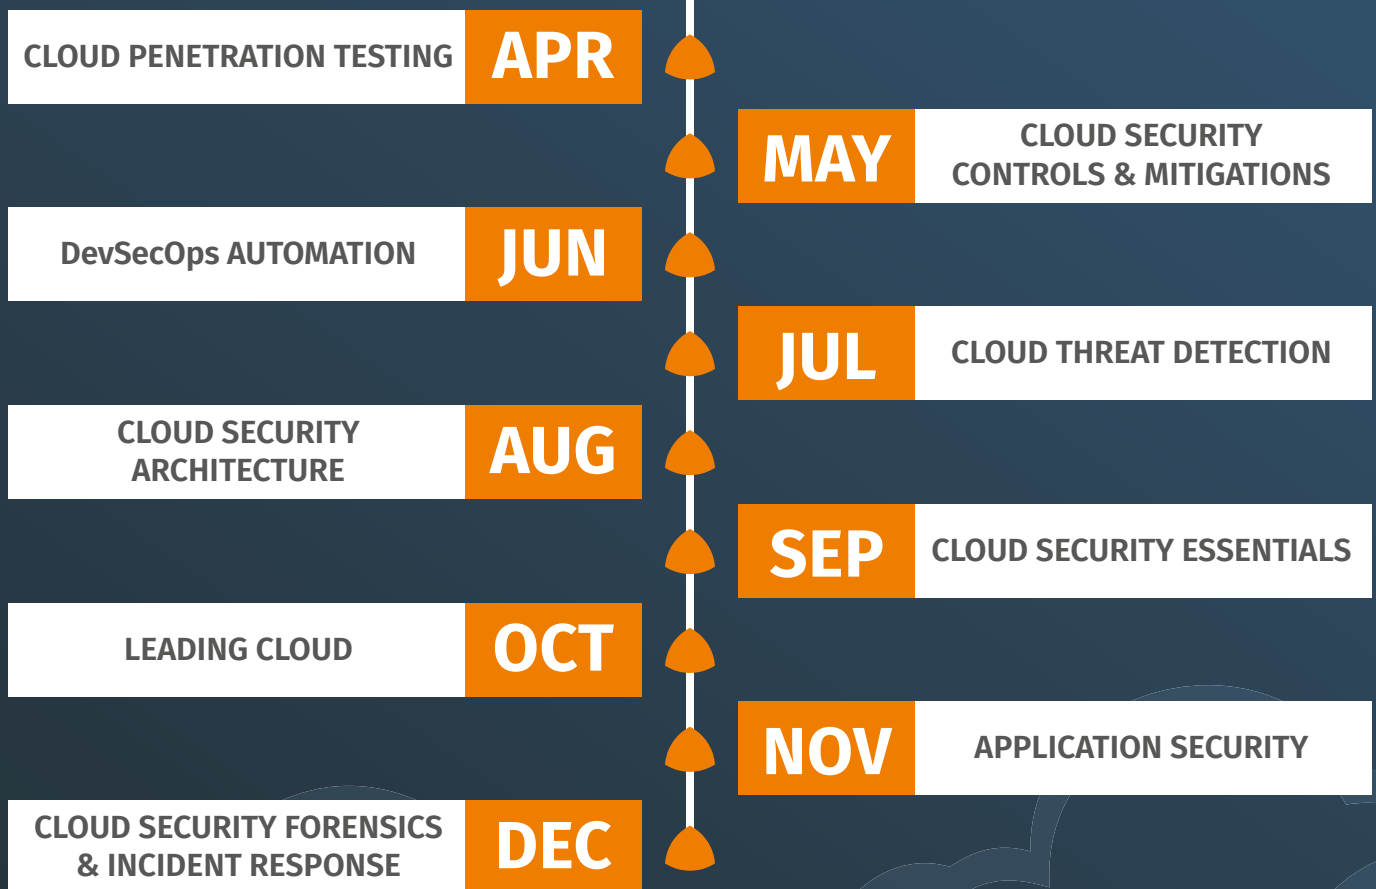 CLOUD PENETRATION TESTING
APR
MAY
CLOUD SECURITY
CONTROLS & MITIGATIONS
DevSecOps AUTOMATION
JUN
JUL
CLOUD THREAT DETECTION
CLOUD SECURITY
ARCHITECTURE
AUG
SEP
CLOUD SECURITY ESSENTIALS
LEADING CLOUD
OCT
NOV
APPLICATION SECURITY
CLOUD SECURITY FORENSICS
& INCIDENT RESPONSE
DEC